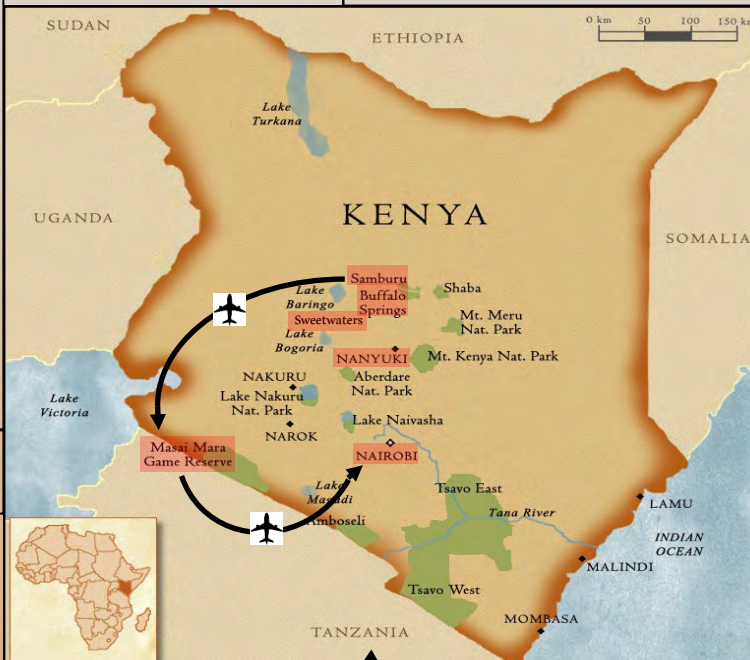 SUDAN
0 km 50 100 150 km
ETHIOPIA
Lake
Turkana
KENYA
UGANDA
SOMALIA
Samburu
Lake
Baringo
Buffalo
Springs
Shaba
Sweetwaters
Mt. Meru
Nat. Park
Lake
Bogoria
NANYUKI
Mt. Kenya Nat. Park
NAKURU
Aberdare
Nat. Park
Lake
Victoria
Lake Nakuru
Nat. Park
Lake Naivasha
NAROK
Masai Mara
Game Reserve
NAIROBI
Lake
Magadi
Tsavo East
LAMU
Tana River
Amboseli
INDIAN
OCEAN
MALINDI
Tsavo West
MOMBASA
TANZANIA